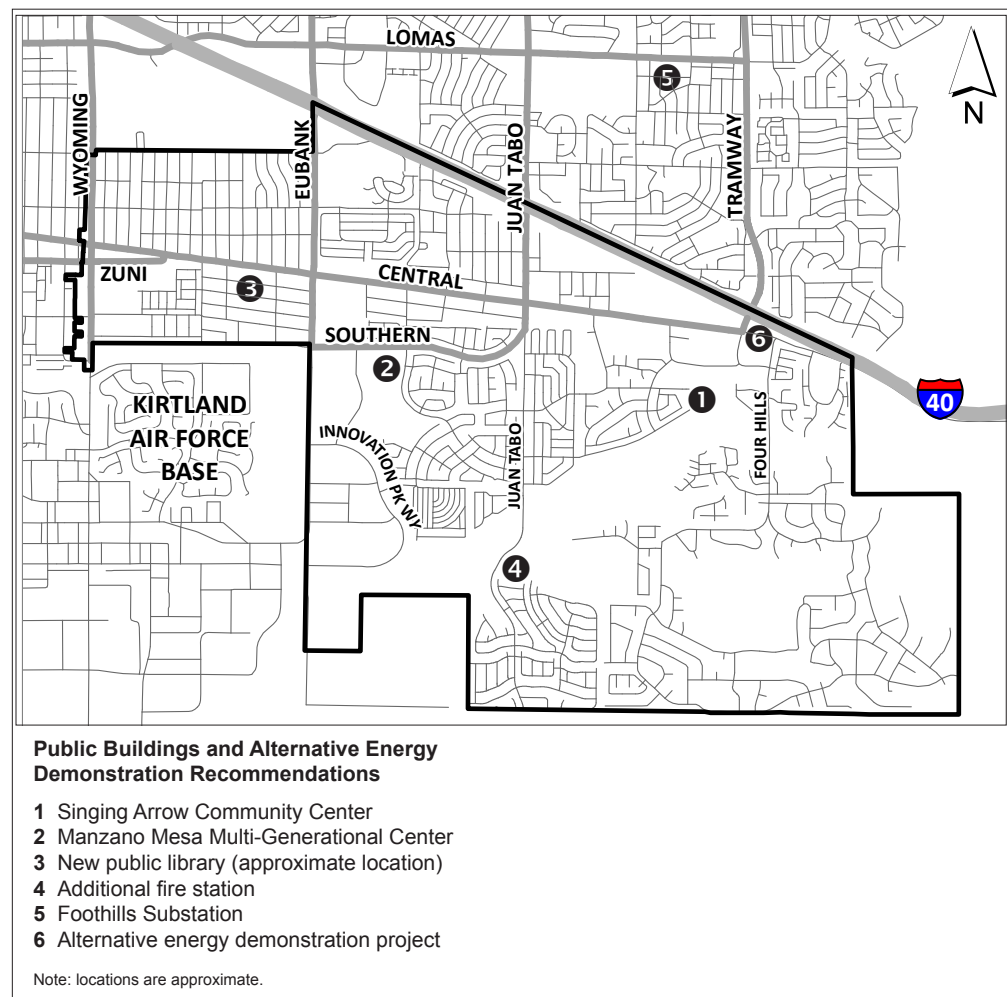 LOMAS
5
WYOMING
EUBANK
JUAN TABO
TRAMWAY
N
ZUNI
3
CENTRAL
SOUTHERN
6
2
1
40
KIRTLAND
AIR FORCE
BASE
INNOVATION PK WY
JUAN TABO
FOUR HILLS
4
Public Buildings and Alternative Energy
Demonstration Recommendations
1 Singing Arrow Community Center
2 Manzano Mesa Multi-Generational Center
3 New public library (approximate location)
4 Additional fire station
5 Foothills Substation
6 Alternative energy demonstration project
Note: locations are approximate.